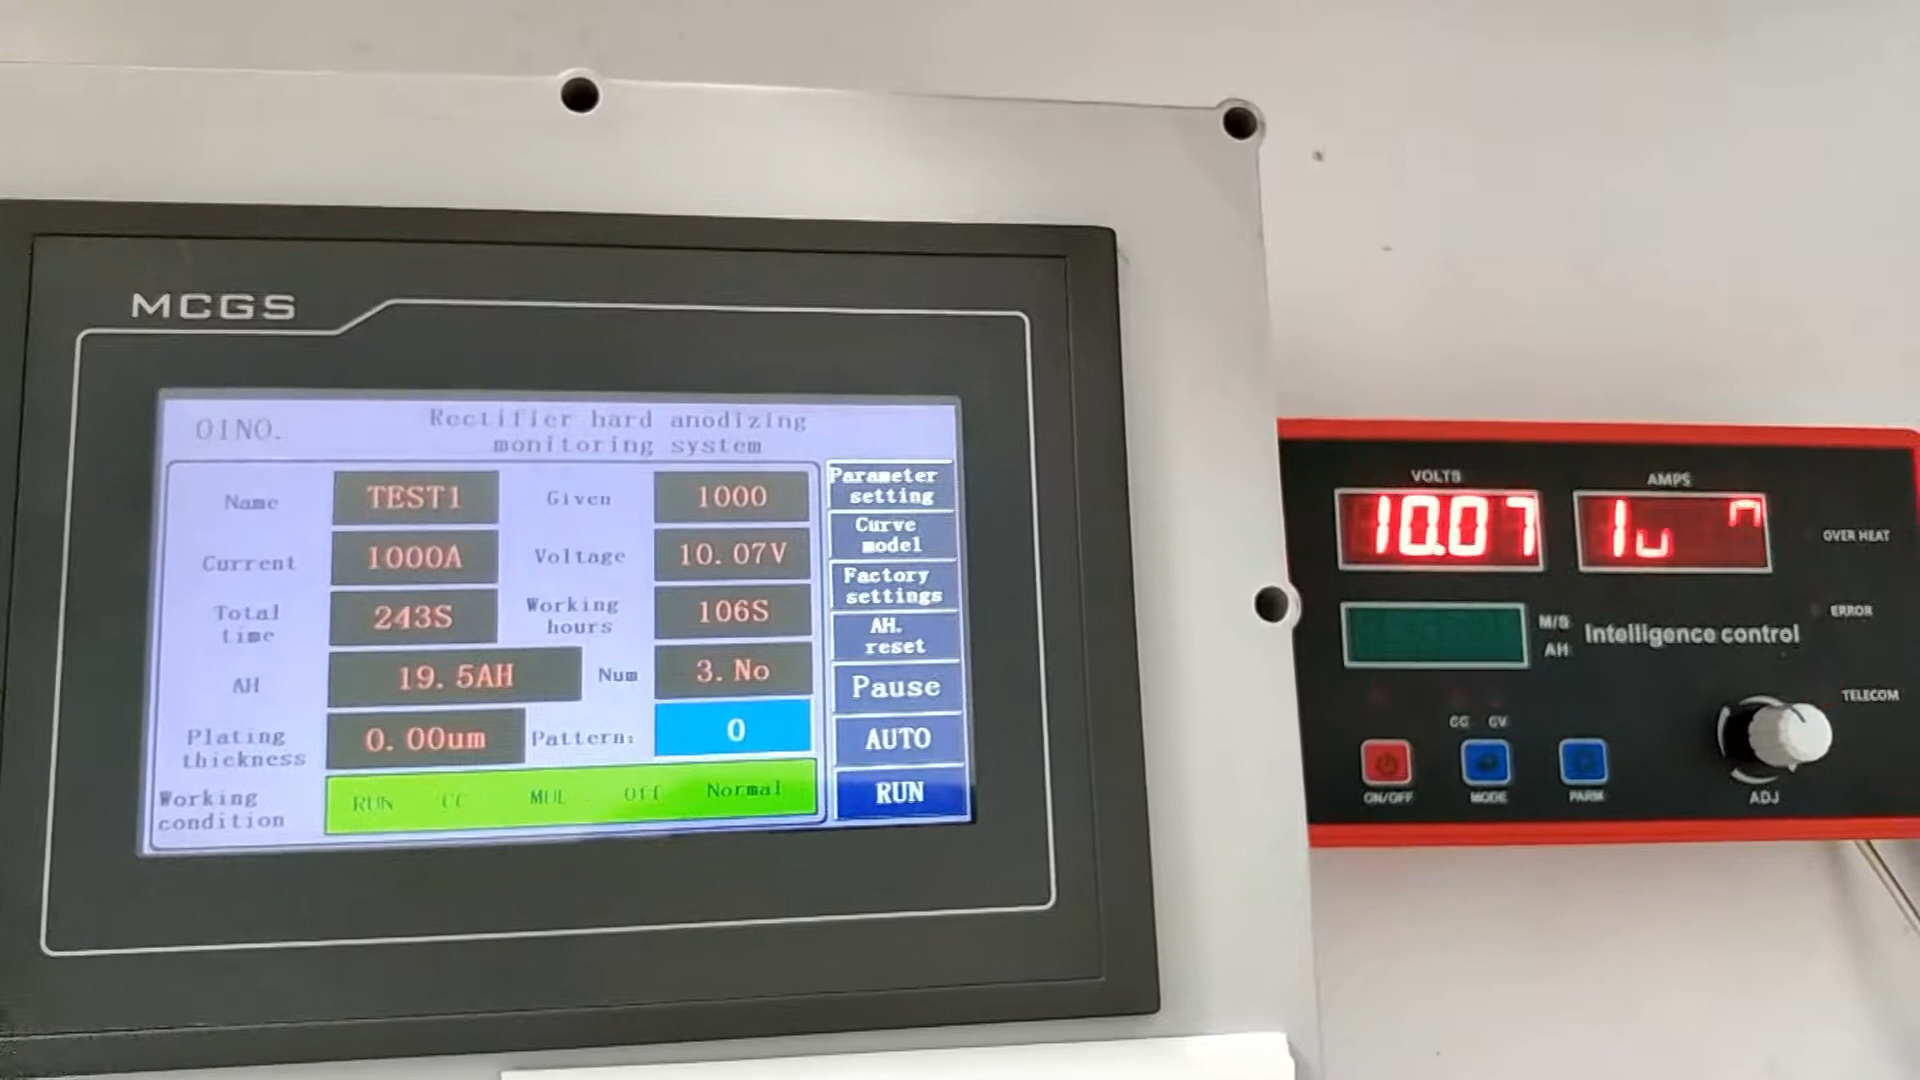 MCGS
01NO.
Rectifier hard anodizing
monitoring system
Name
TEST1
Given
1000
Current
1000A
Voltage
10.07V
Total
time
243S
Working
hours
106S
AH
19.5AH
Num
3.No
Plating
thickness
0.00um
Pattern:
0
Working
condition
RUN
CC
MUL
Off
Normal
Parameter
setting
Curve
model
Factory
settings
AH.
reset
Pause
AUTO
RUN
VOLTS
10.07
AMPS
OVER HEAT
M/S
AH
Intelligence control
ERROR
TELECOM
CC CV
ON/OFF
MODE
PARM
ADJ